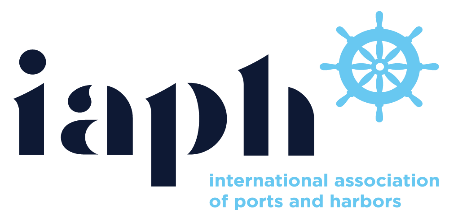 iaph
international association
of ports and harbors